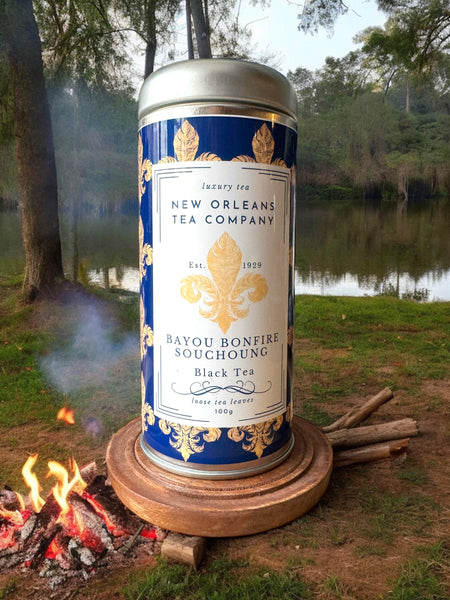 luxury tea
NEW ORLEANS
TEA COMPANY
Est. 1929
BAYOU BONFIRE
SOUCHOUNG
Black Tea
loose tea leaves
100g